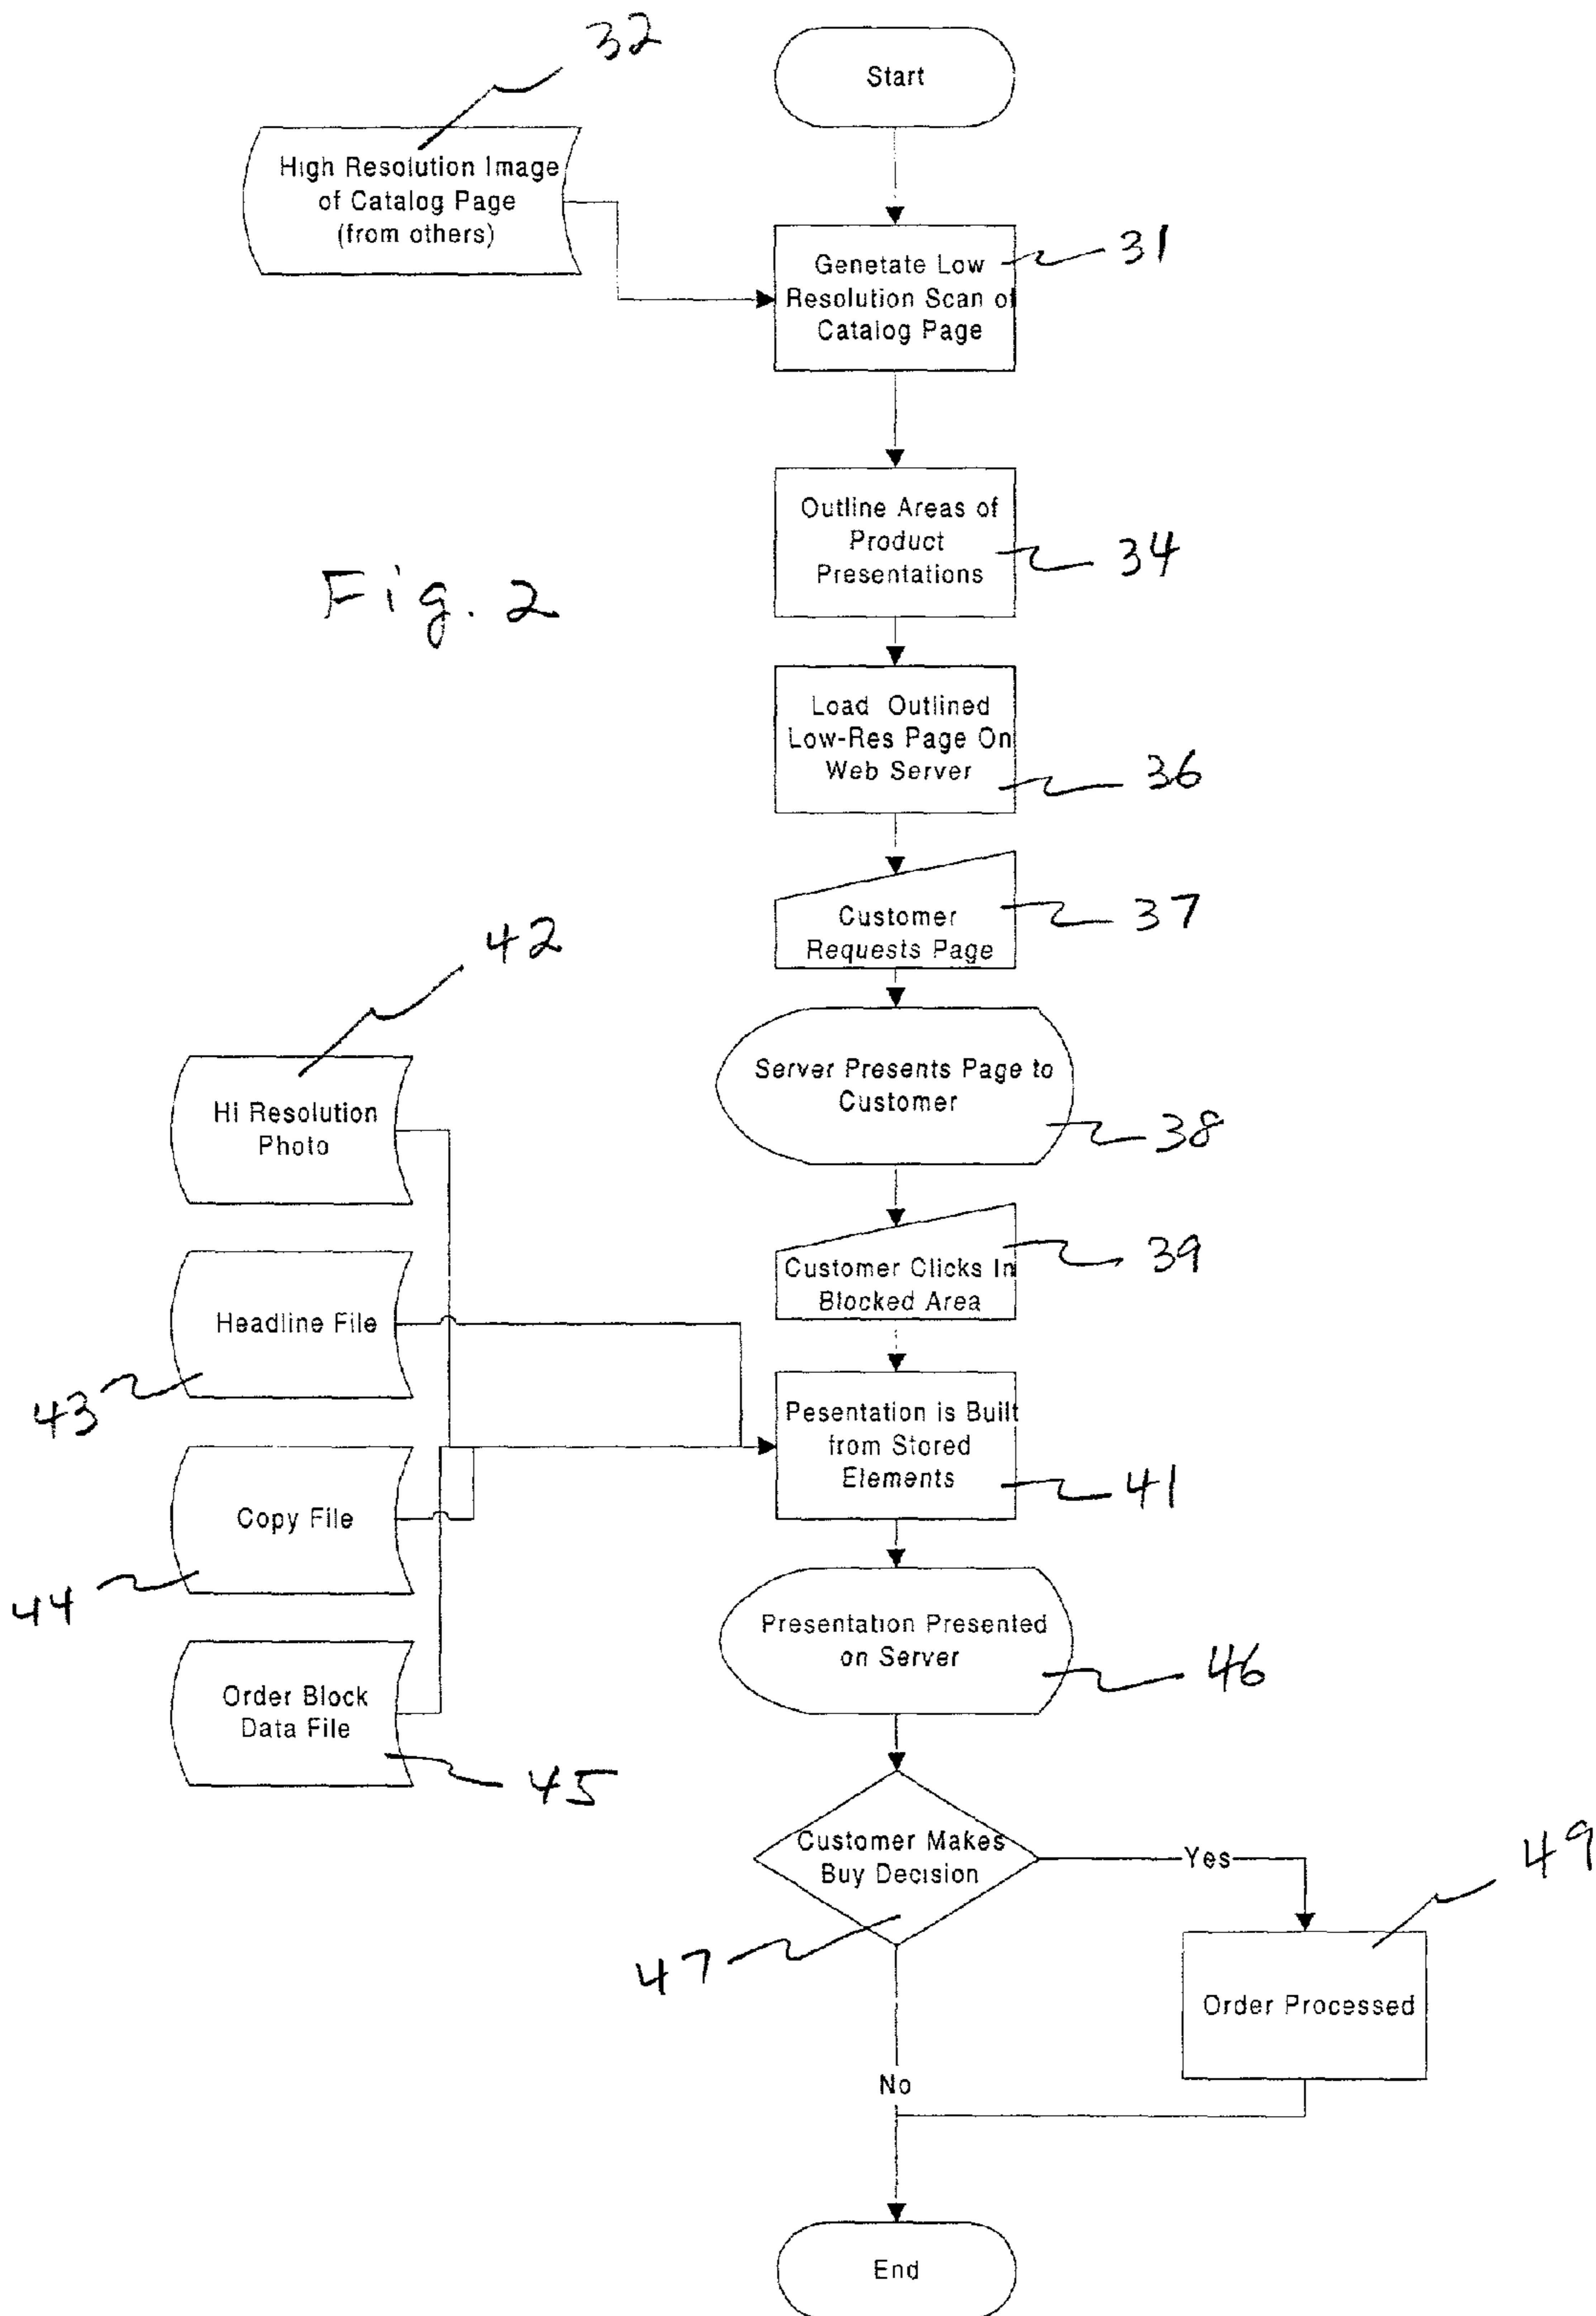 32
Start
High Resolution Image
of Catalog Page
(from others)
Genetate Low
Resolution Scan of
Catalog Page
31
Outline Areas of
Product
Presentations
34
Fig. 2
Load Outlined
Low-Res Page On
Web Server
36
Customer
Requests Page
37
42
Server Presents Page to
Customer
38
Hi Resolution
Photo
Customer Clicks In
Blocked Area
39
Headline File
43
Pesentation is Built
from Stored
Elements
41
Copy File
44
Presentation Presented
on Server
46
Order Block
Data File
45
Customer Makes
Buy Decision
47
Yes
49
Order Processed
No
End